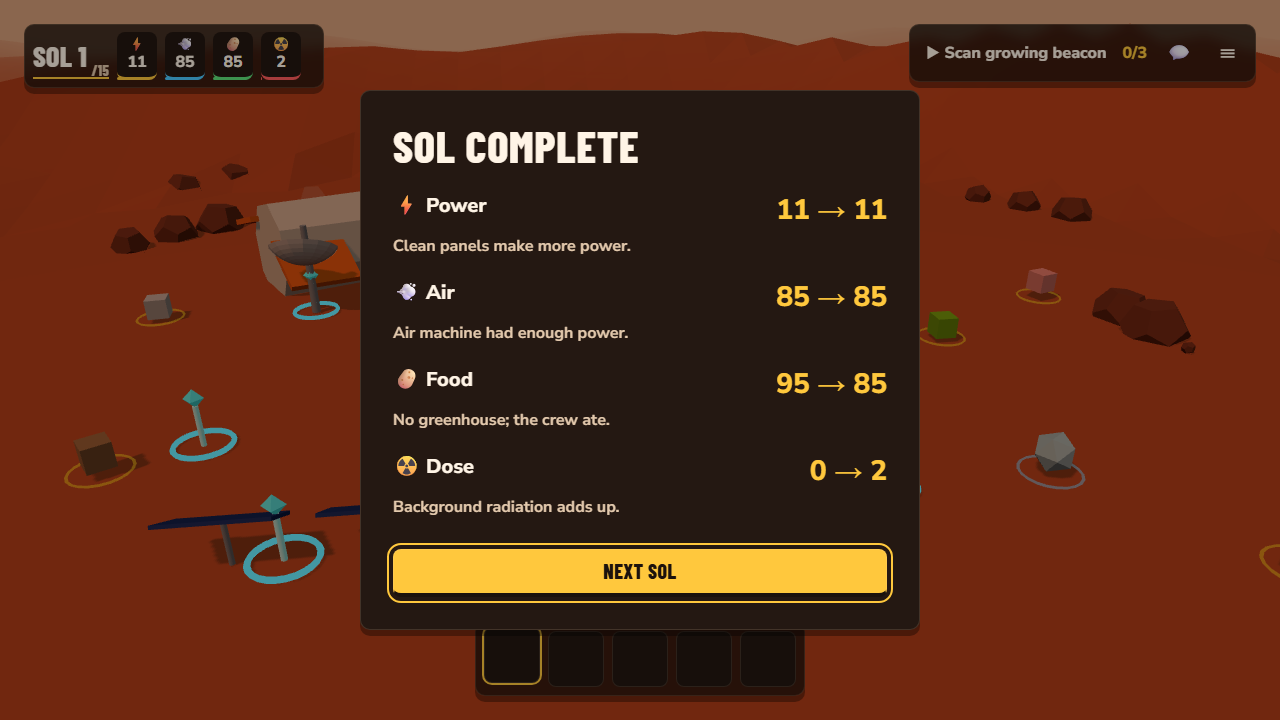 SOL 1 /15
11
85
85
2
▶ Scan growing beacon 0/3
SOL COMPLETE
Power 11 → 11
Clean panels make more power.
Air 85 → 85
Air machine had enough power.
Food 95 → 85
No greenhouse; the crew ate.
Dose 0 → 2
Background radiation adds up.
NEXT SOL